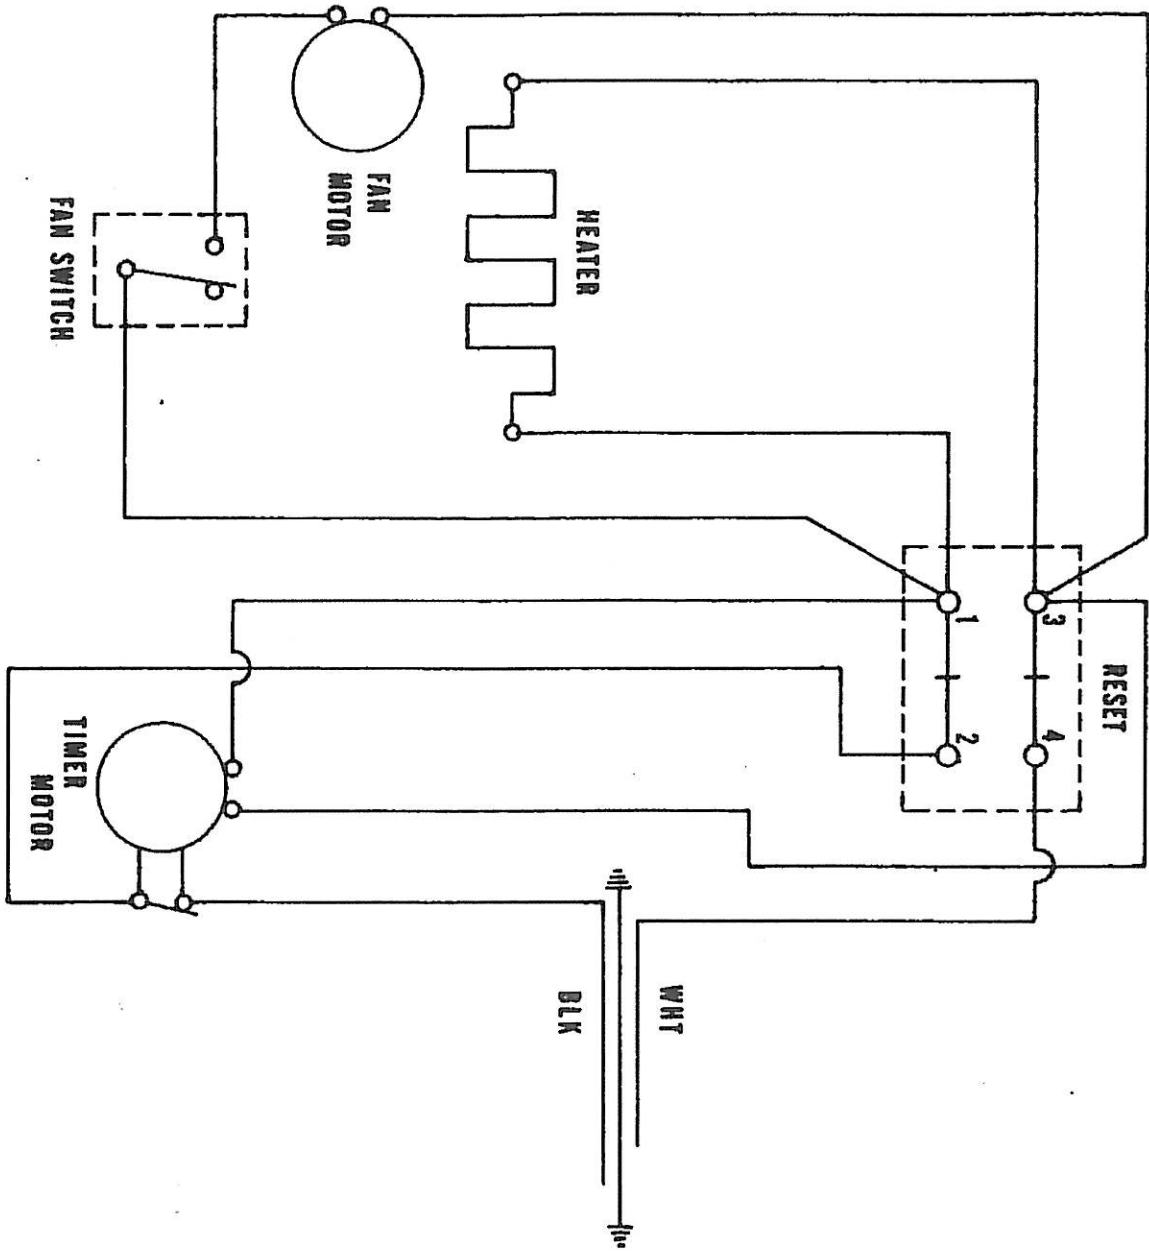 FAN
MOTOR
HEATER
FAN SWITCH
1
3
2
4
RESET
TIMER
MOTOR
BLK
WHT